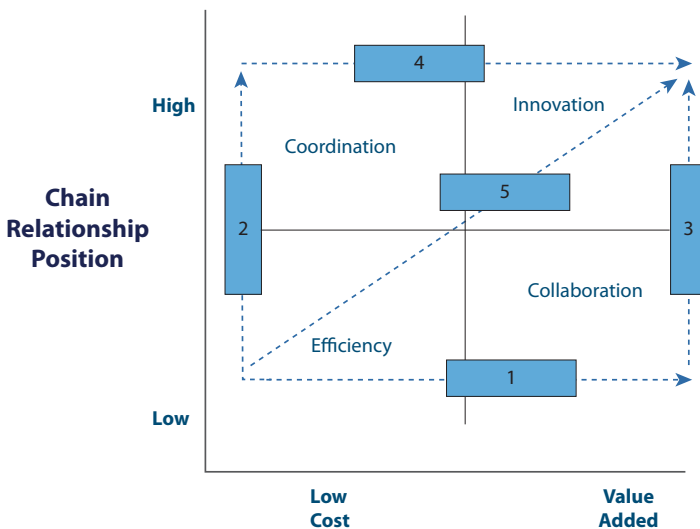 4
High
Innovation
Coordination
Chain
Relationship
Position
2
5
3
Collaboration
Efficiency
1
Low
Low
Cost
Value
Added